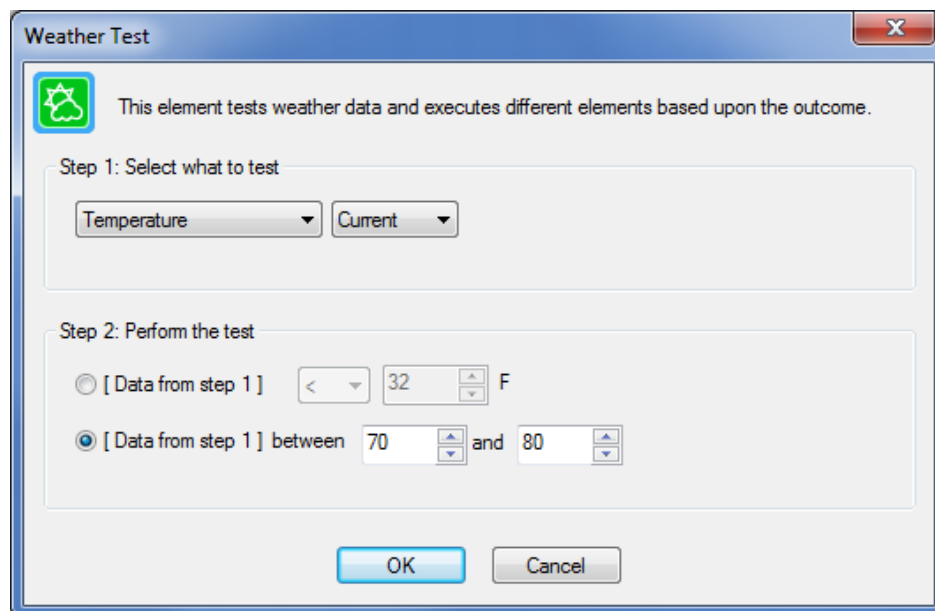 Weather Test
This element tests weather data and executes different elements based upon the outcome.
Step 1: Select what to test
Temperature Current
Step 2: Perform the test
[ Data from step 1 ] < 32 F
[ Data from step 1 ] between 70 and 80
OK Cancel